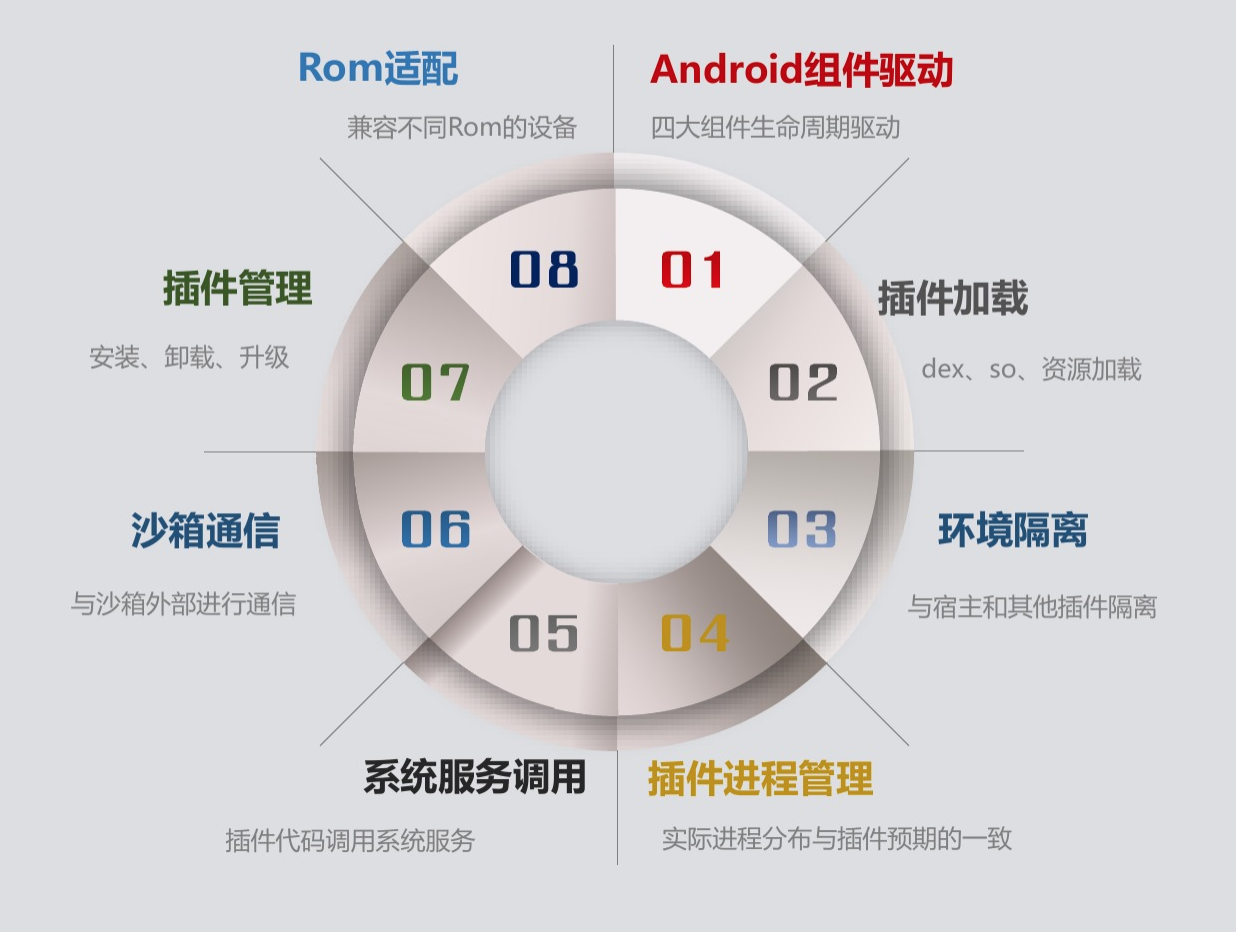 Rom适配
兼容不同Rom的设备
Android组件驱动
四大组件生命周期驱动
08
01
插件管理
安装、卸载、升级
07
02
插件加载
dex、so、资源加载
沙箱通信
与沙箱外部进行通信
06
03
环境隔离
与宿主和其他插件隔离
05
04
系统服务调用
插件代码调用系统服务
插件进程管理
实际进程分布与插件预期的一致